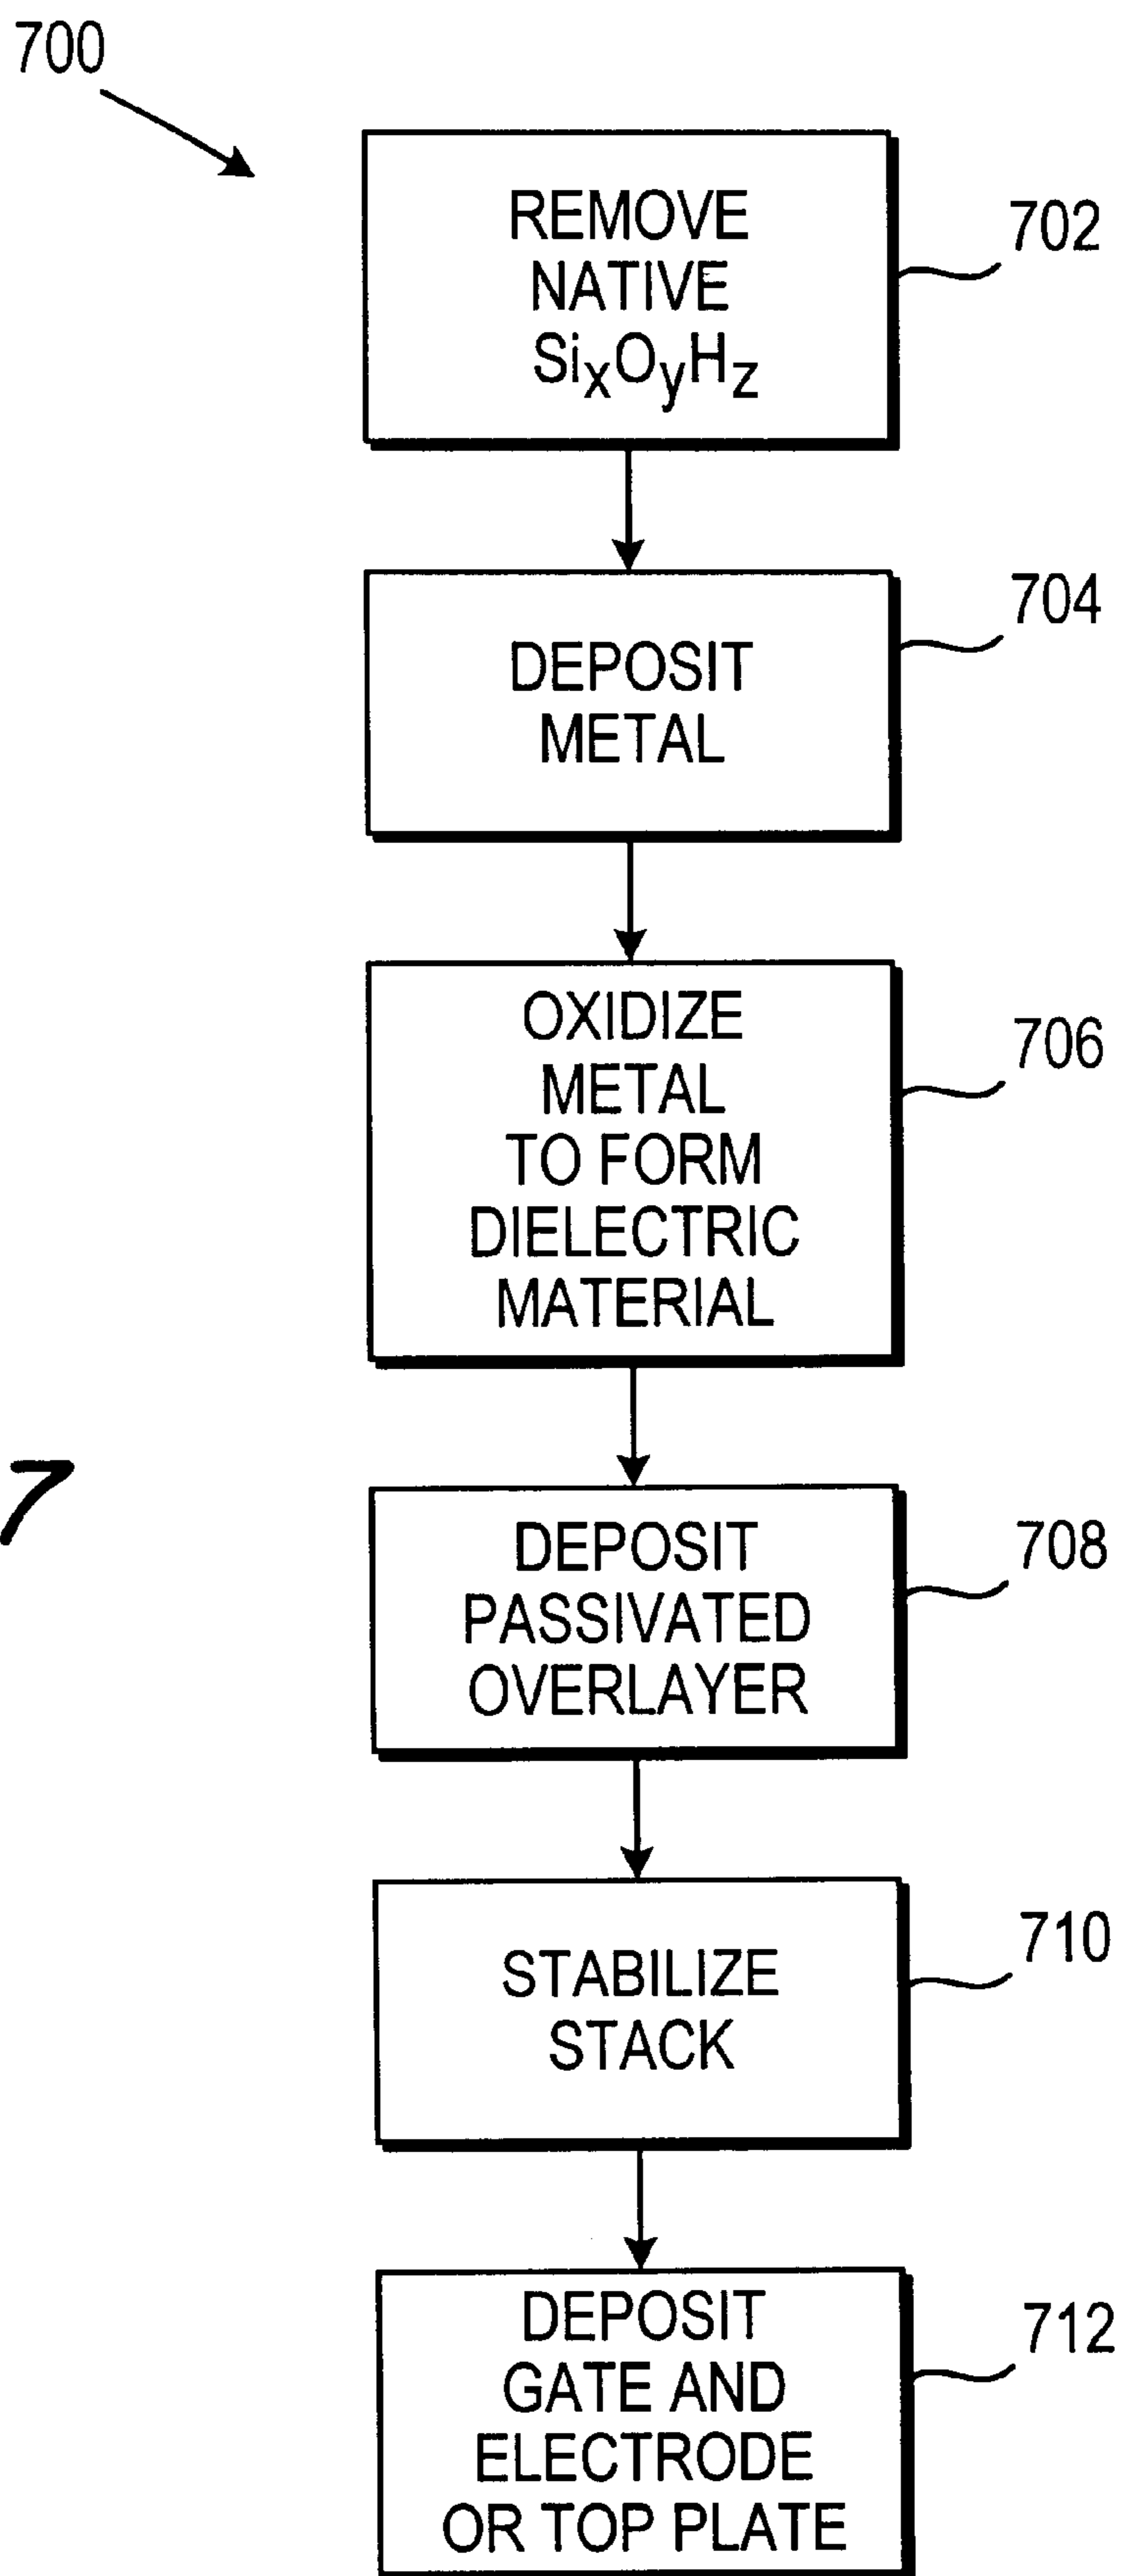 700
REMOVE
NATIVE
SixOyHz
702
DEPOSIT
METAL
704
OXIDIZE
METAL
TO FORM
DIELECTRIC
MATERIAL
706
7
DEPOSIT
PASSIVATED
OVERLAYER
708
STABILIZE
STACK
710
DEPOSIT
GATE AND
ELECTRODE
OR TOP PLATE
712